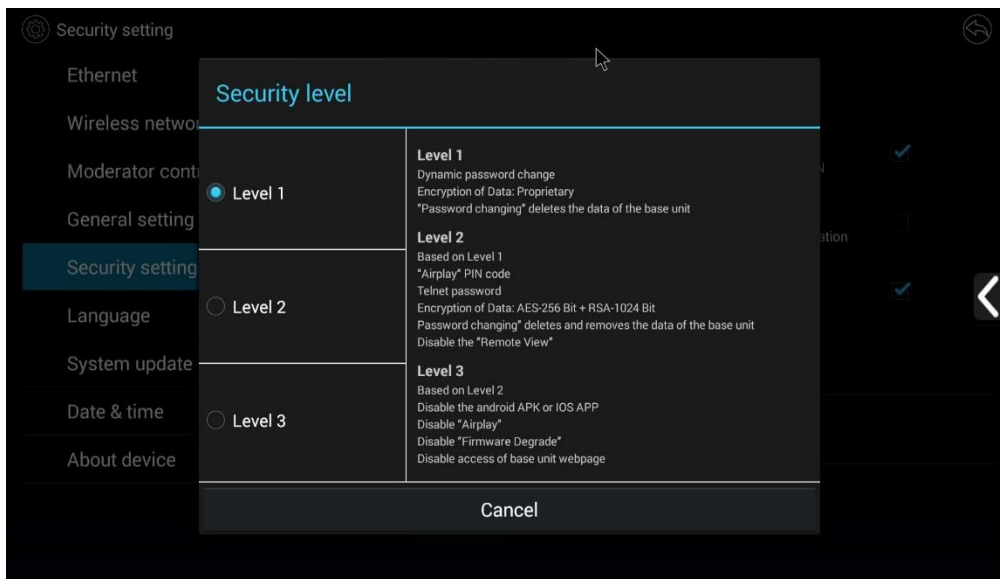 Security setting
Ethernet
Wireless netwo
Moderator cont
General setting
Security setting
Language
System update
Date & time
About device
ation
Security level
Level 1
Level 2
Level 3
Level 1
Dynamic password change
Encryption of Data: Proprietary
"Password changing" deletes the data of the base unit
Level 2
Based on Level 1
"Airplay" PIN code
Telnet password
Encryption of Data: AES-256 Bit + RSA-1024 Bit
Password changing" deletes and removes the data of the base unit
Disable the "Remote View"
Level 3
Based on Level 2
Disable the android APK or IOS APP
Disable "Airplay"
Disable "Firmware Degrade"
Disable access of base unit webpage
Cancel